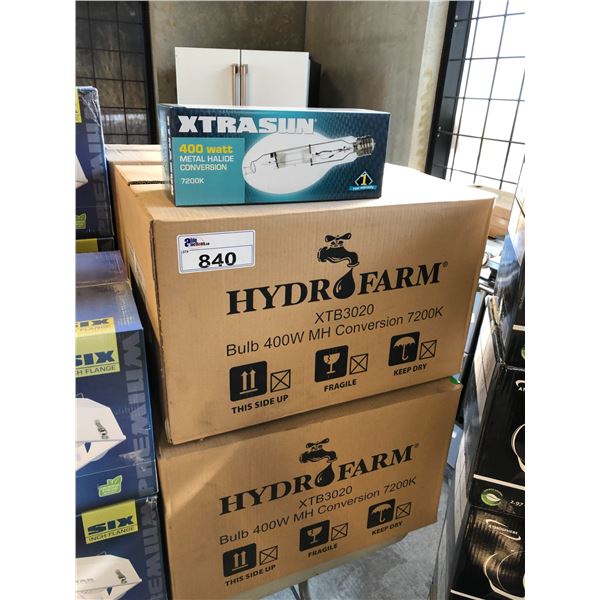 XTRASUN
400 watt
METAL HALIDE
CONVERSION
7200K
1
840
HYDROFARM
XTB3020
Bulb 400W MH Conversion 7200K
THIS SIDE UP
FRAGILE
KEEP DRY
HYDROFARM
XTB3020
Bulb 400W MH Conversion 7200K
THIS SIDE UP
FRAGILE
KEEP DRY
SIX
INCH FLANGE
PREMIUM
SIX
INCH FLANGE